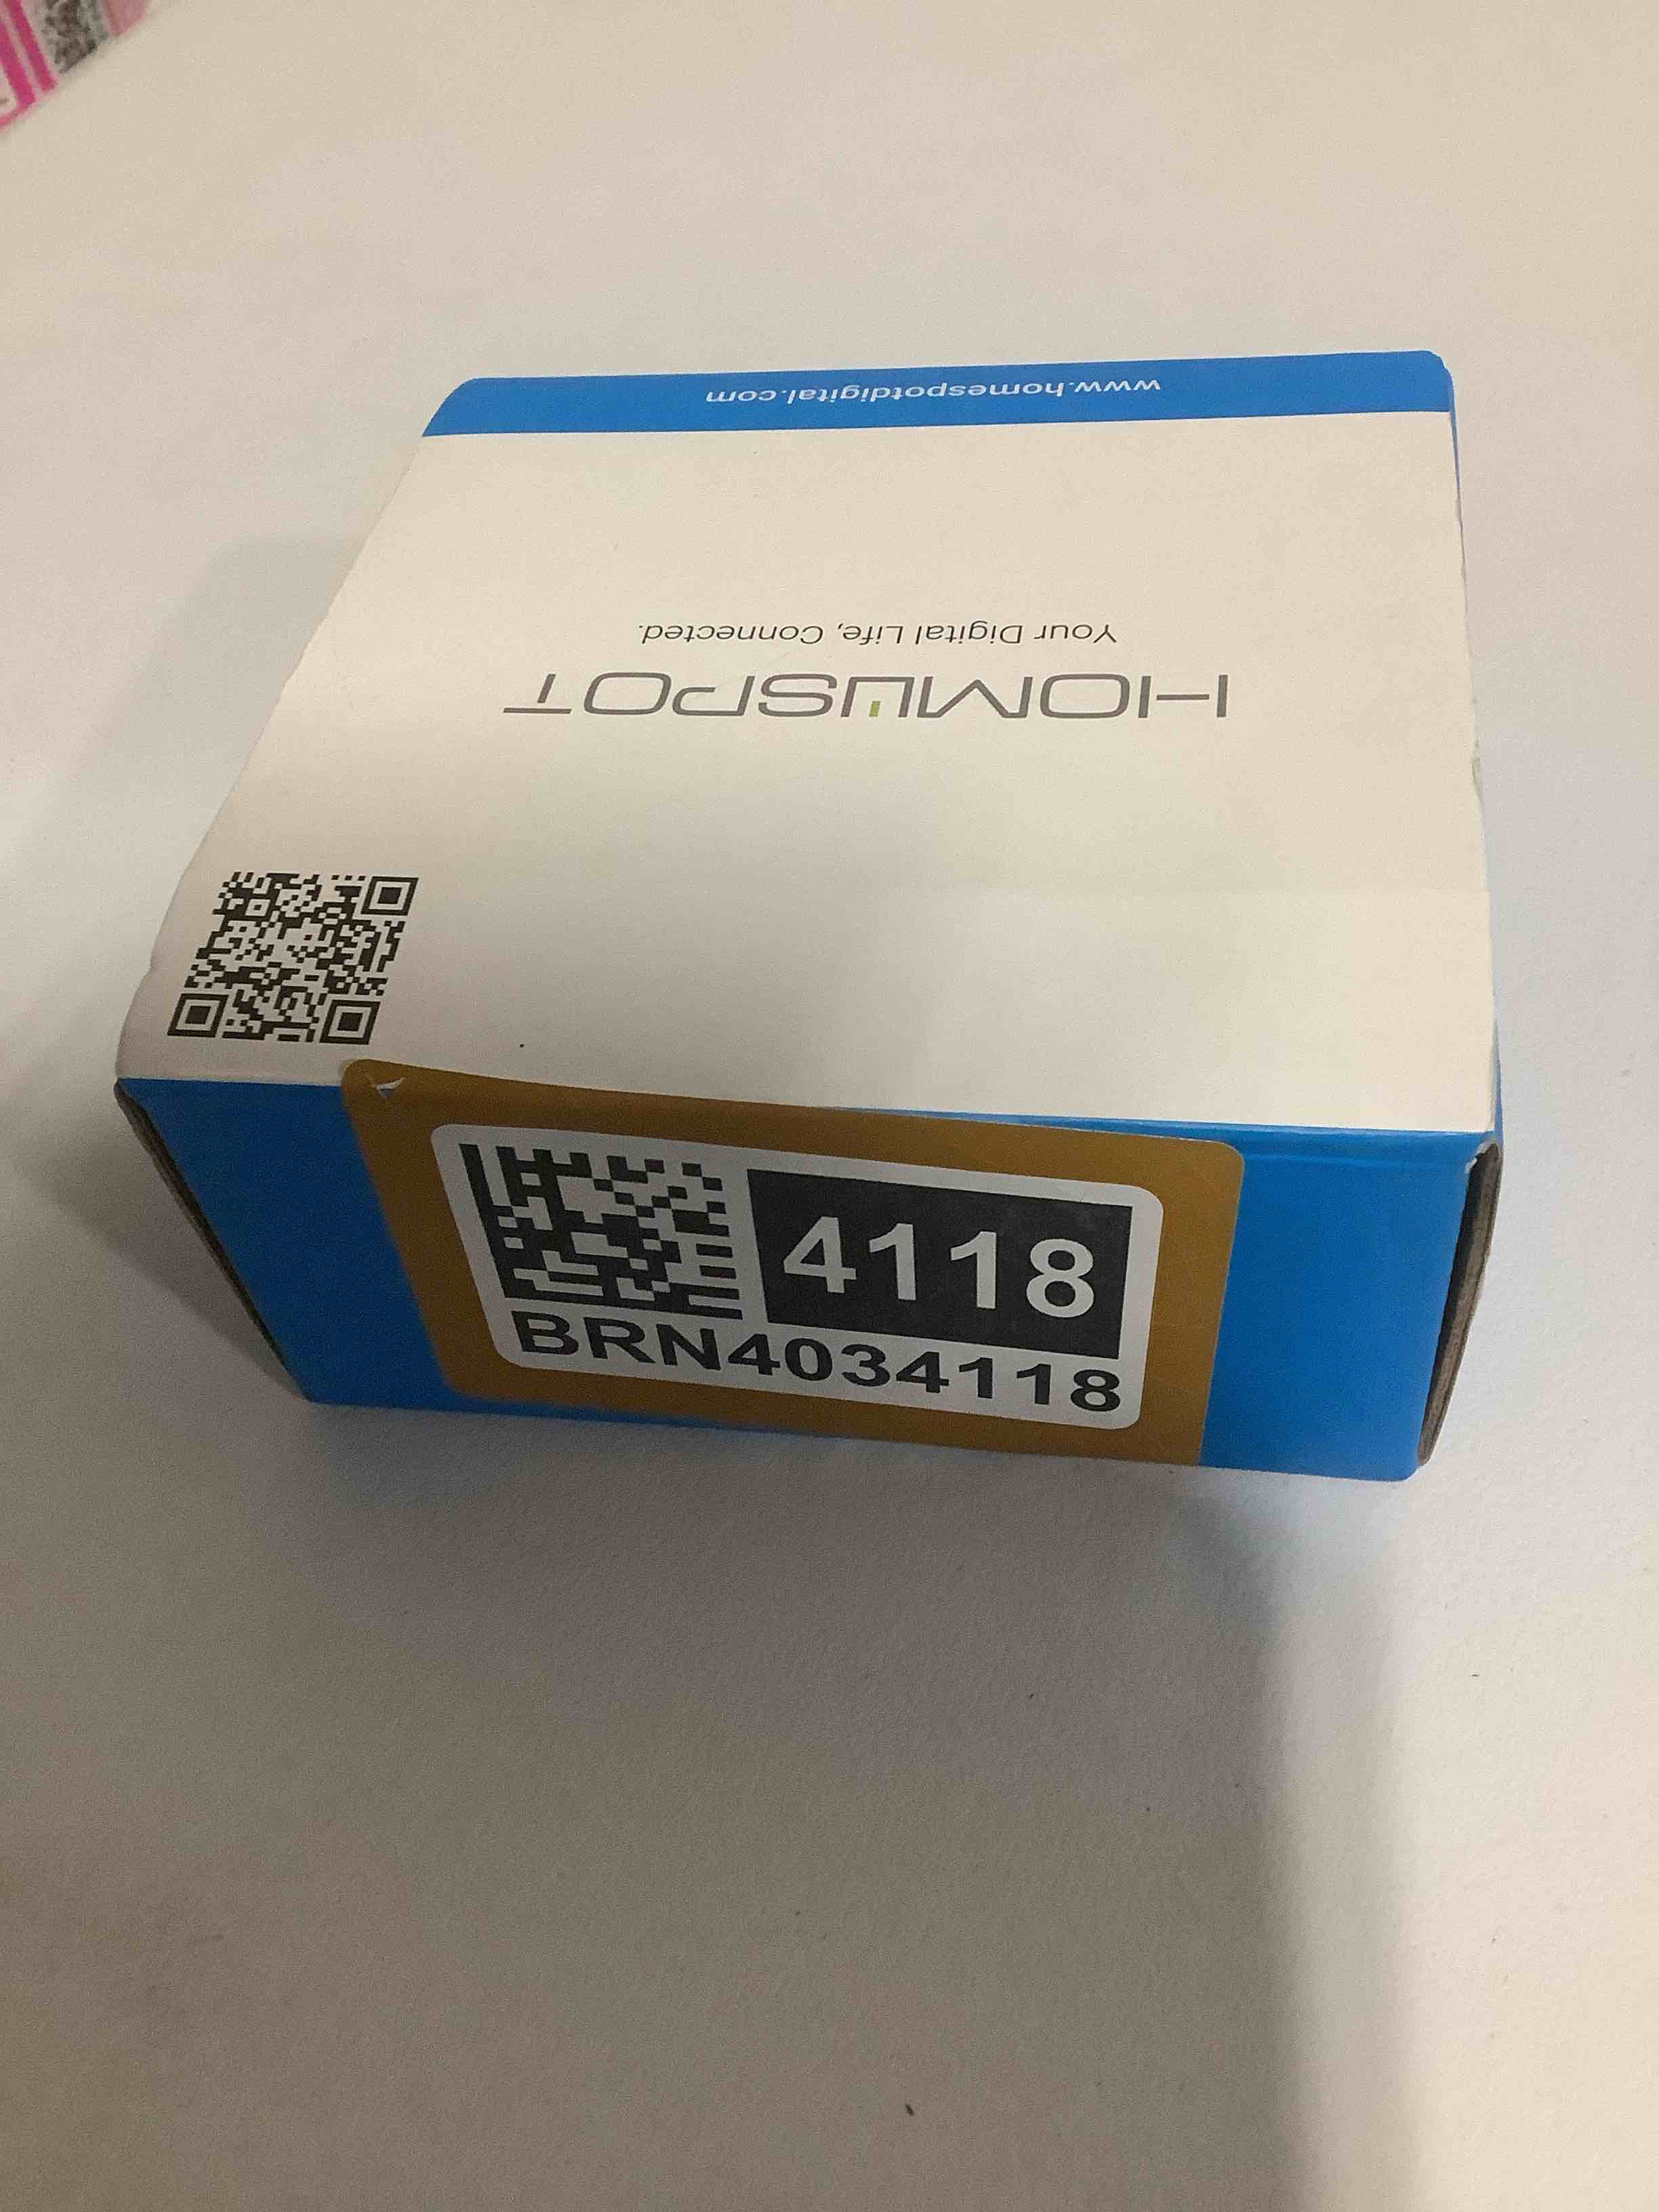 www.homespotdigital.com
Your Digital Life, Connected.
HOMESPOT
4118
BRN4034118